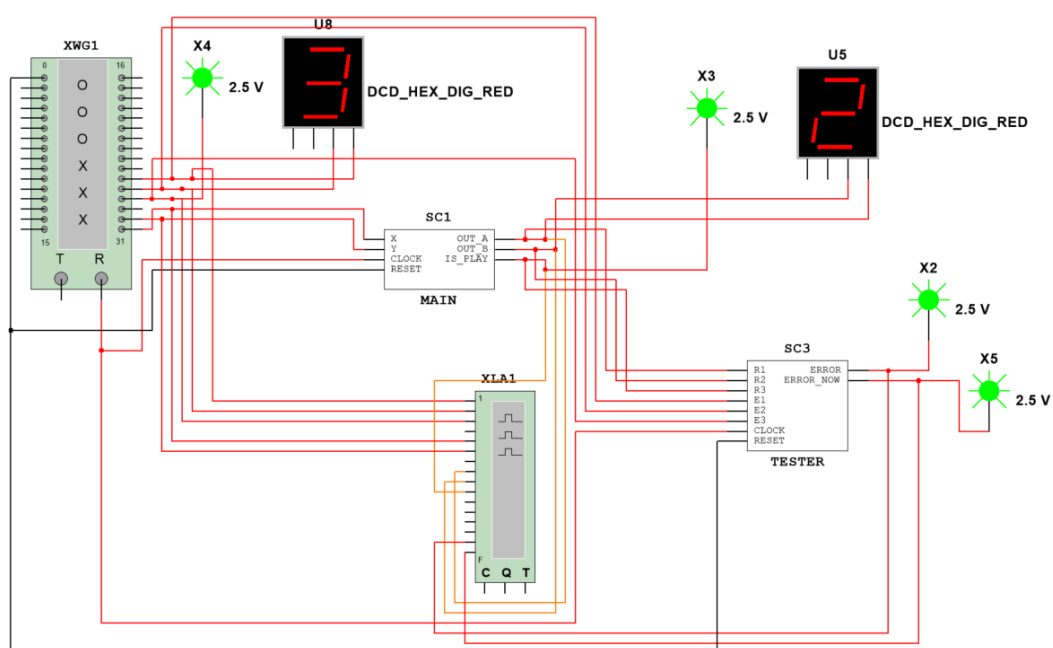 XWG1
0
16
O
O
O
X
X
X
15
31
T
R
X4
2.5 V
U8
3
DCD_HEX_DIG_RED
X3
2.5 V
U5
2
DCD_HEX_DIG_RED
SC1
X
OUT_A
Y
OUT_B
CLOCK
IS_PLAY
RESET
MAIN
X2
2.5 V
X5
2.5 V
SC3
R1
ERROR
R2
ERROR_NOW
R3
E1
E2
E3
CLOCK
RESET
TESTER
XLA1
1
F
C Q T